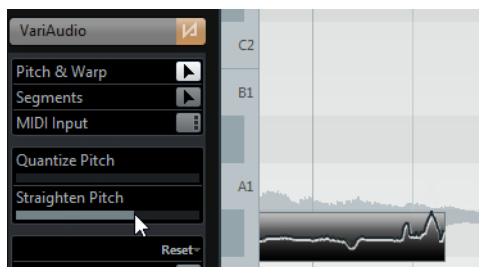 VariAudio
C2
Pitch & Warp
Segments
B1
MIDI Input
Quantize Pitch
A1
Straighten Pitch
Reset